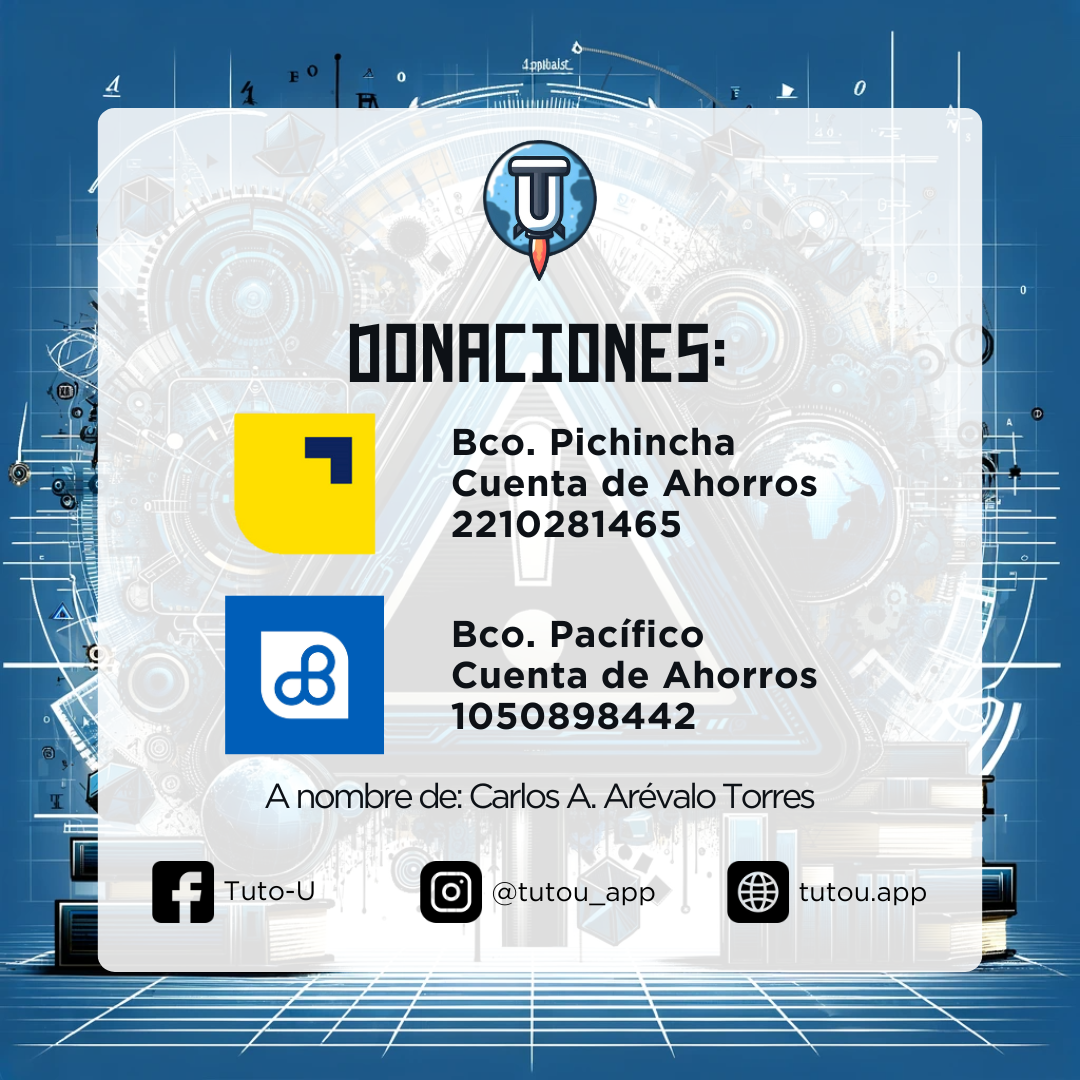 DONACIONES:
Bco. Pichincha
Cuenta de Ahorros
2210281465
Bco. Pacífico
Cuenta de Ahorros
1050898442
A nombre de: Carlos A. Arévalo Torres
Tuto-U
@tutou_app
tutou.app